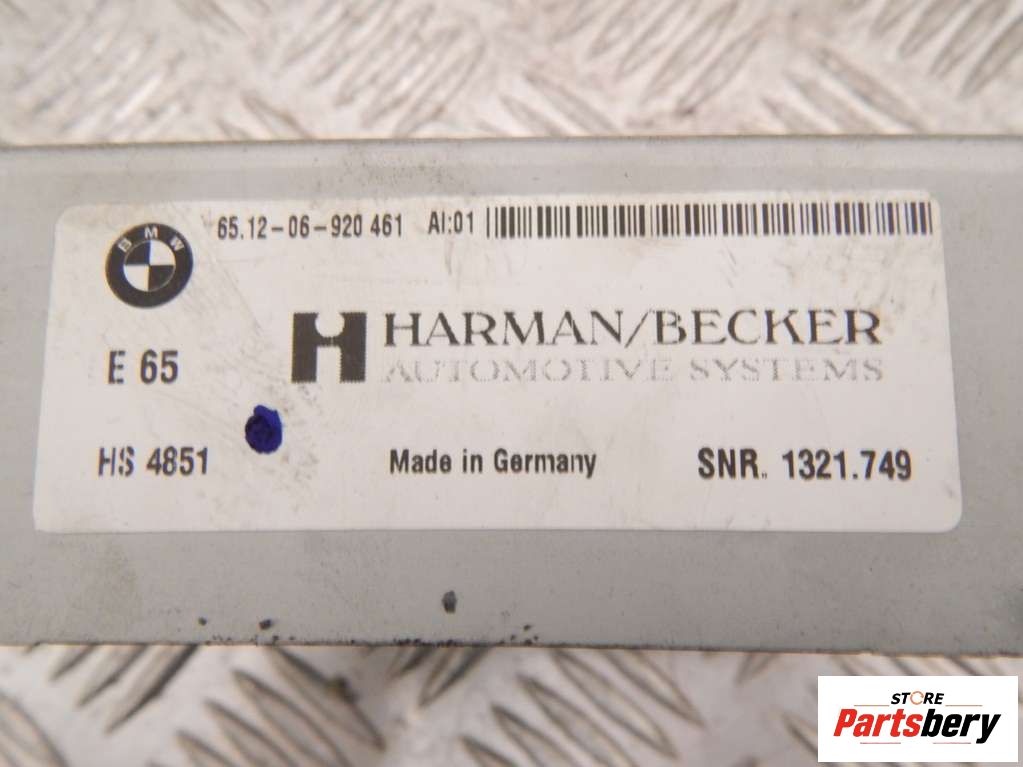 65.12-06-920 461 AI:01
BMW
HARMAN/BECKER
AUTOMOTIVE SYSTEMS
E 65
HS 4851
Made in Germany
SNR. 1321.749
STORE
Partsbery